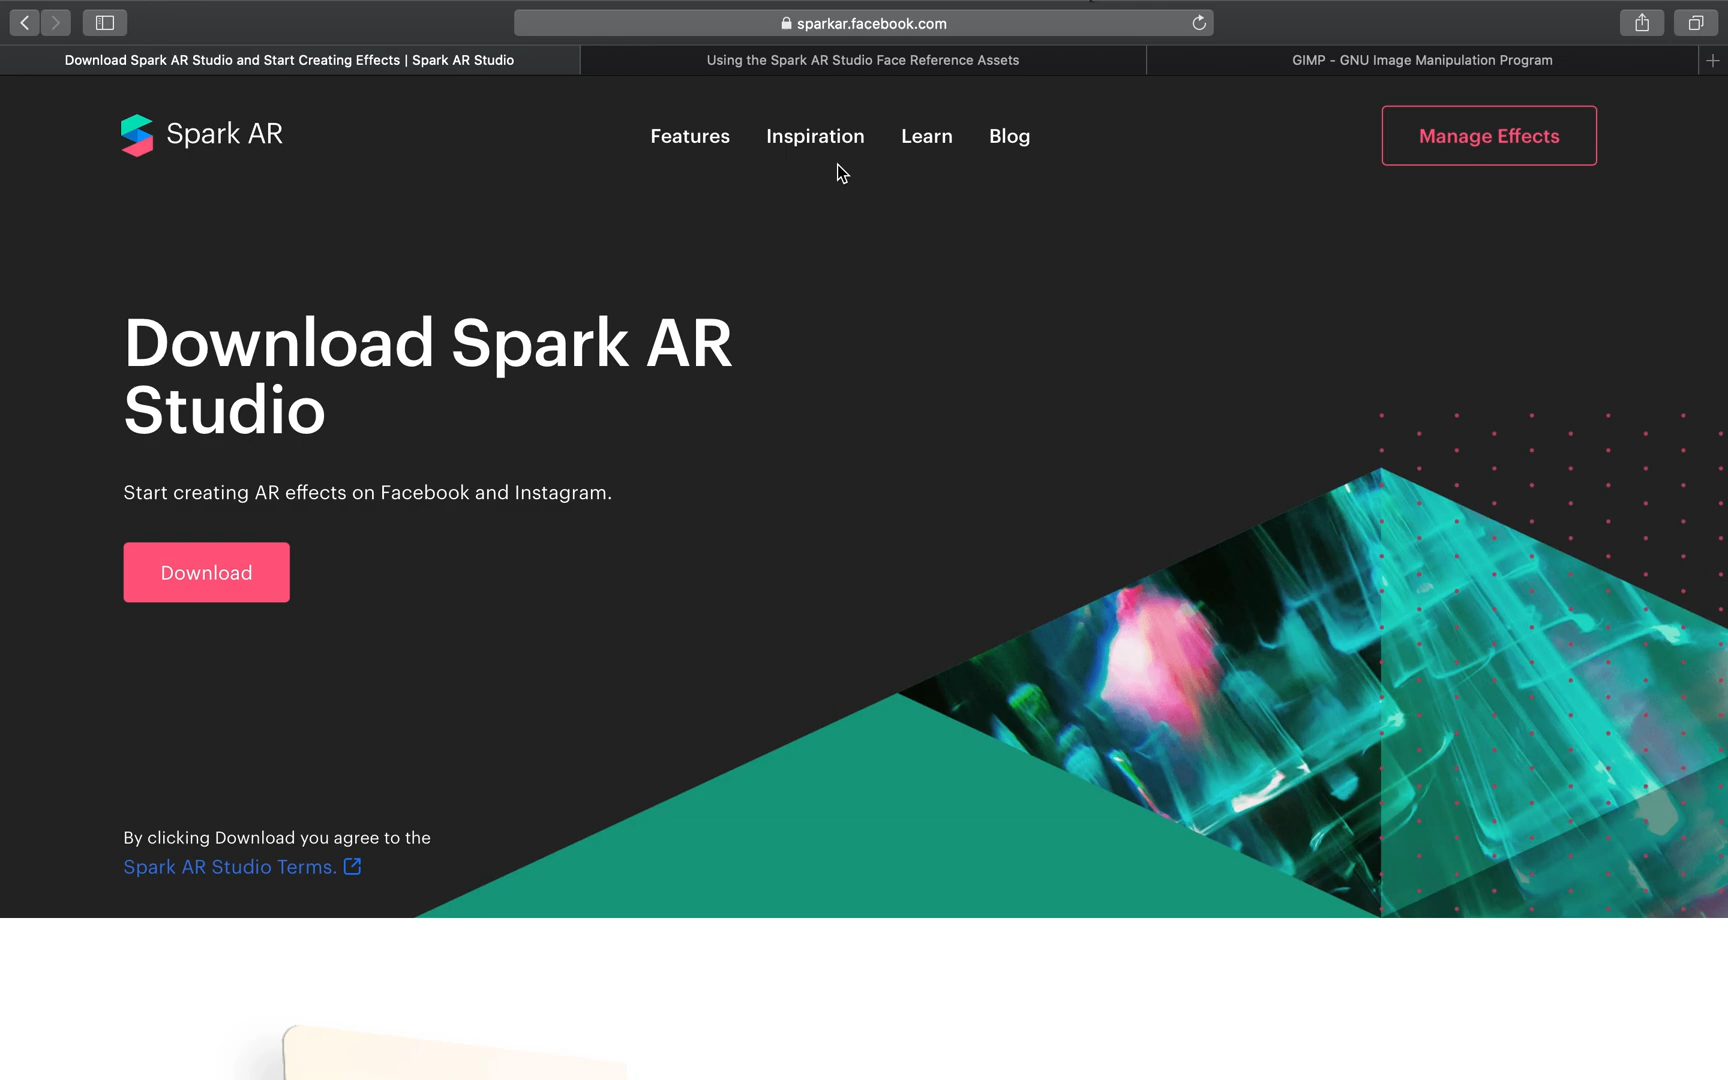 sparkar.facebook.com
Download Spark AR Studio and Start Creating Effects | Spark AR Studio
Using the Spark AR Studio Face Reference Assets
GIMP - GNU Image Manipulation Program
Spark AR
Features
Inspiration
Learn
Blog
Manage Effects
Download Spark AR
Studio
Start creating AR effects on Facebook and Instagram.
Download
By clicking Download you agree to the
Spark AR Studio Terms.